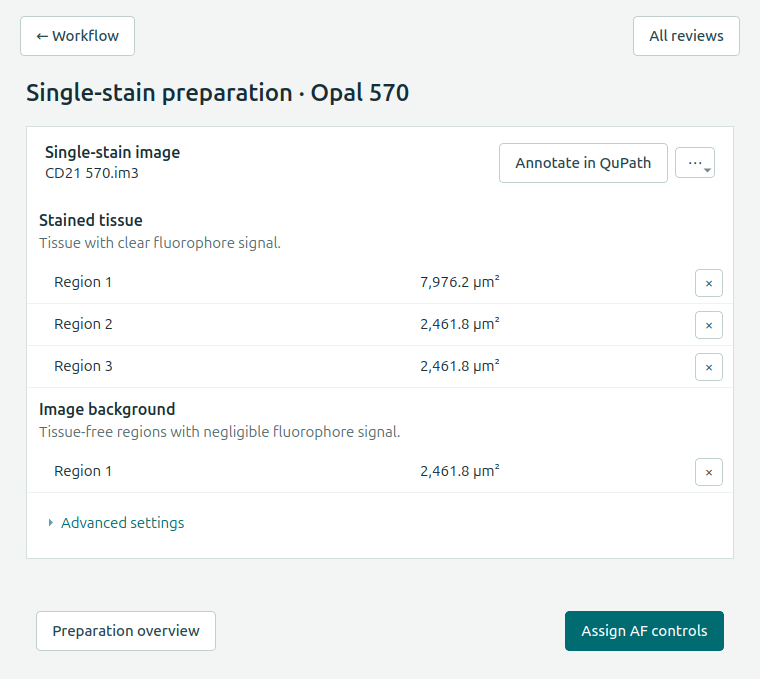 ← Workflow
All reviews
Single-stain preparation · Opal 570
Single-stain image
CD21 570.im3
Annotate in QuPath
...
Stained tissue
Tissue with clear fluorophore signal.
Region 1 7,976.2 µm² ×
Region 2 2,461.8 µm² ×
Region 3 2,461.8 µm² ×
Image background
Tissue-free regions with negligible fluorophore signal.
Region 1 2,461.8 µm² ×
Advanced settings
Preparation overview
Assign AF controls